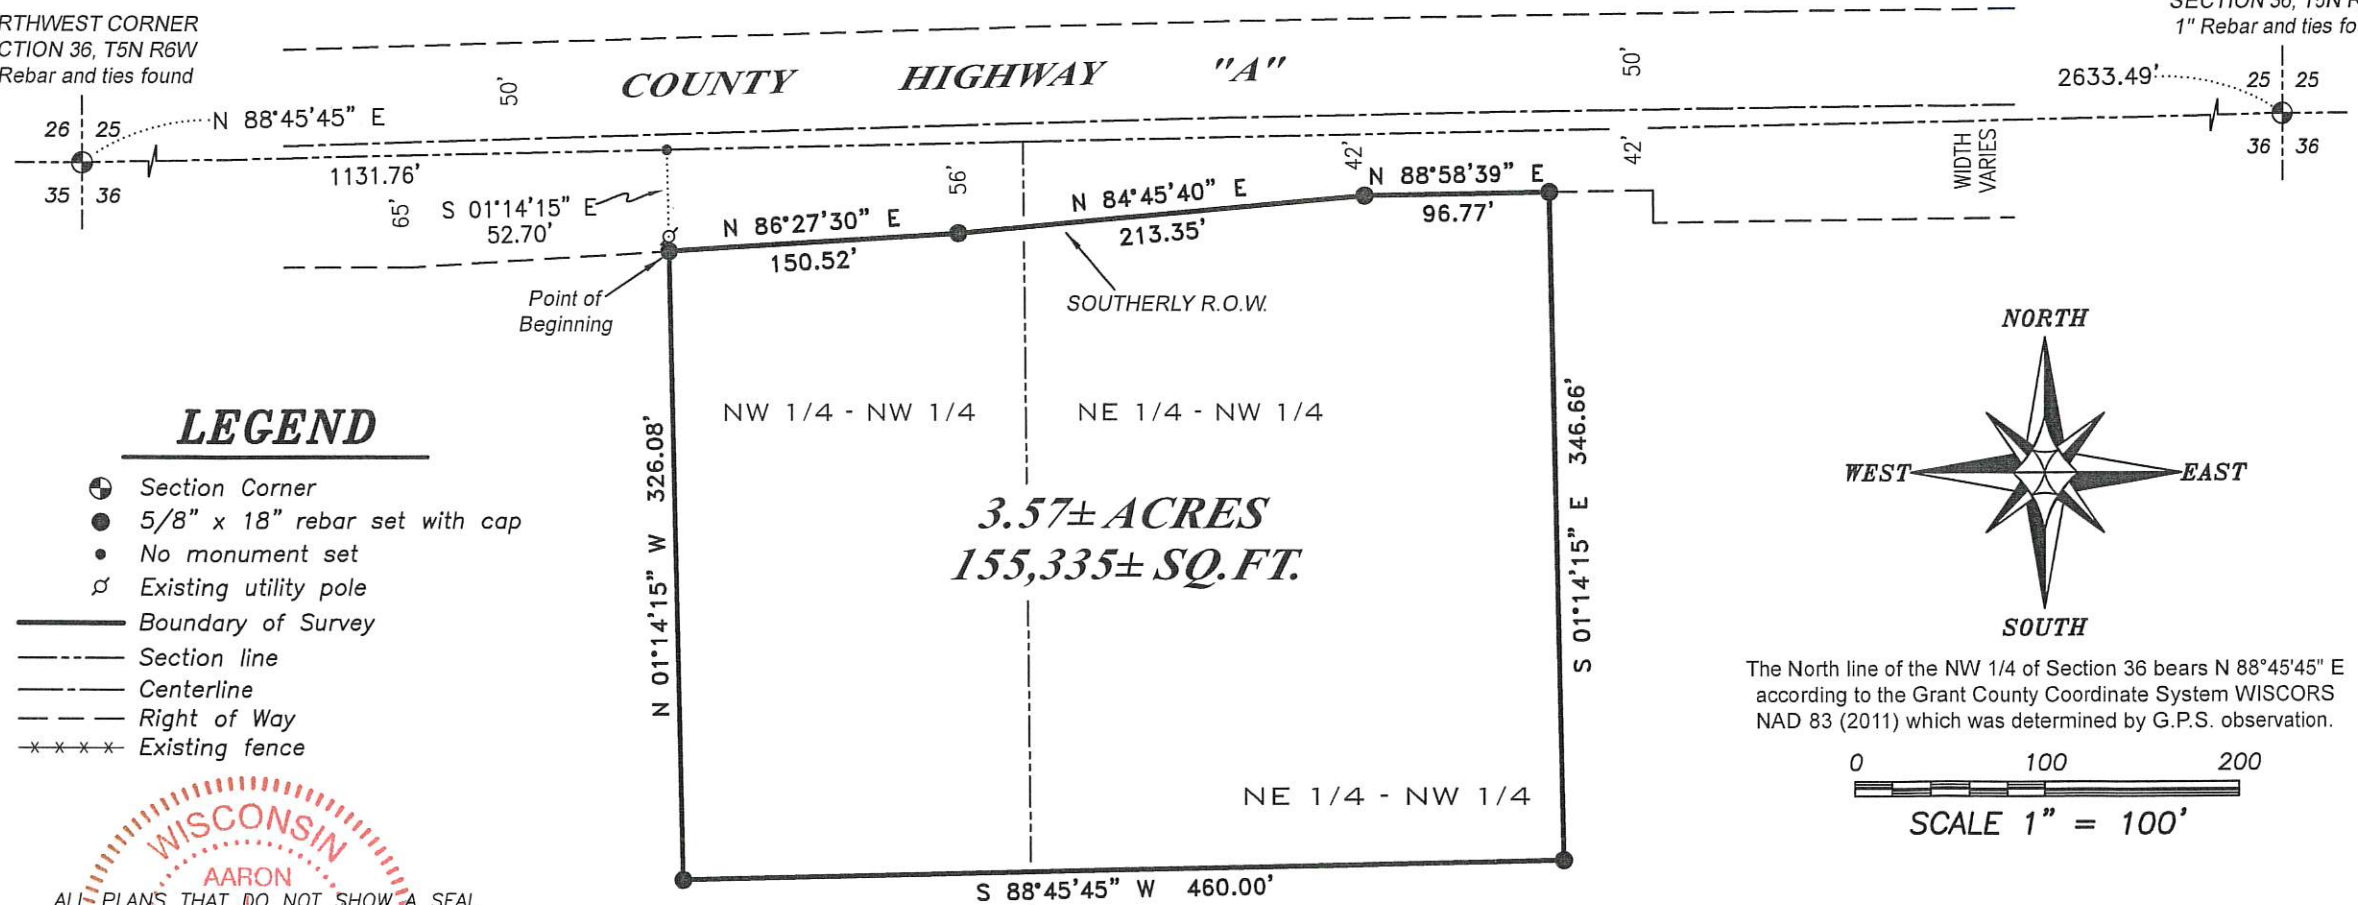 RTHWEST CORNER
CTION 36, T5N R6W
Rebar and ties found
26 25
35 36
N 88°45'45" E
1131.76'
50'
COUNTY HIGHWAY "A"
50'
SECTION 36, T5N R
1" Rebar and ties fo
2633.49'
25 25
36 36
65'
S 01°14'15" E
52.70'
56'
42'
42'
WIDTH
VARIES
N 86°27'30" E
150.52'
N 84°45'40" E
213.35'
N 88°58'39" E
96.77'
Point of
Beginning
SOUTHERLY R.O.W.
N 01°14'15" W 326.08'
NW 1/4 - NW 1/4
NE 1/4 - NW 1/4
3.57± ACRES
155,335± SQ.FT.
S 01°14'15" E 346.66'
NE 1/4 - NW 1/4
S 88°45'45" W 460.00'
LEGEND
Section Corner
5/8" x 18" rebar set with cap
No monument set
Existing utility pole
Boundary of Survey
Section line
Centerline
Right of Way
Existing fence
NORTH
WEST
EAST
SOUTH
The North line of the NW 1/4 of Section 36 bears N 88°45'45" E
according to the Grant County Coordinate System WISCORS
NAD 83 (2011) which was determined by G.P.S. observation.
0 100 200
SCALE 1" = 100'
WISCONSIN
AARON
ALL PLANS THAT DO NOT SHOW A SEAL